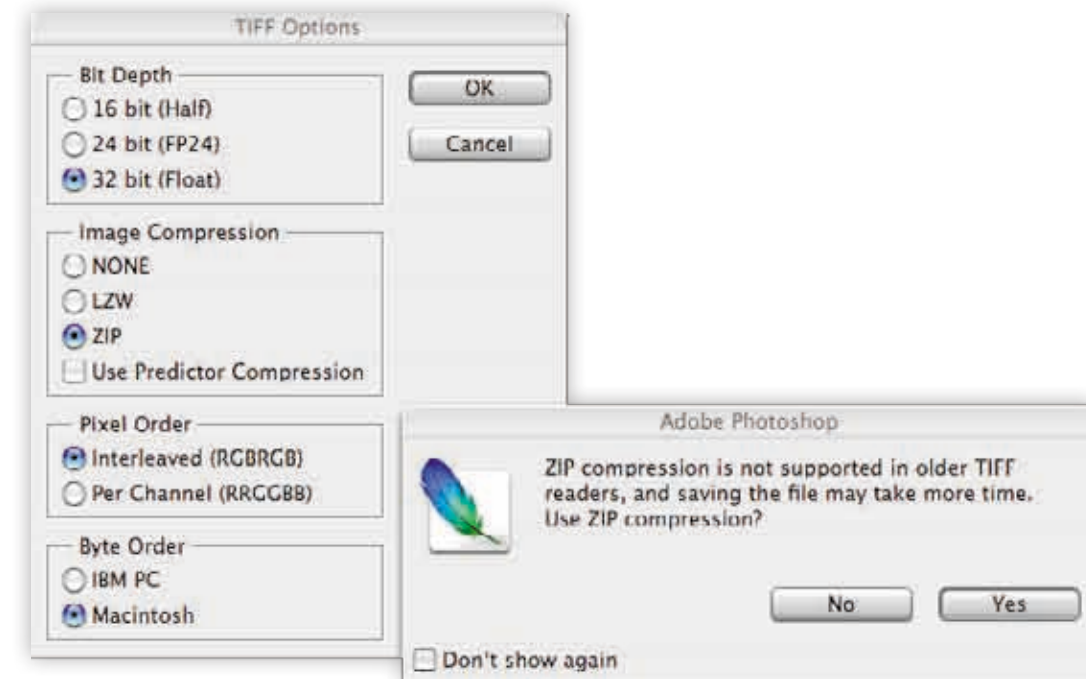 TIFF Options
Bit Depth
16 bit (Half)
24 bit (FP24)
32 bit (Float)
OK
Cancel
Image Compression
NONE
LZW
ZIP
Use Predictor Compression
Pixel Order
Interleaved (RGBRGB)
Per Channel (RRGGBB)
Byte Order
IBM PC
Macintosh
Adobe Photoshop
ZIP compression is not supported in older TIFF
readers, and saving the file may take more time.
Use ZIP compression?
No
Yes
Don't show again